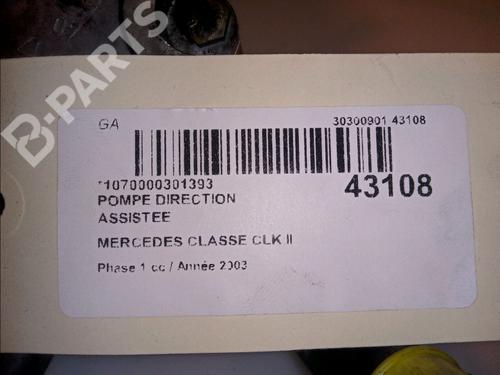 B-PARTS
GA 30300901 43108
*1070000301393
43108
POMPE DIRECTION
ASSISTEE
MERCEDES CLASSE CLK II
Phase 1 cc / Année 2003